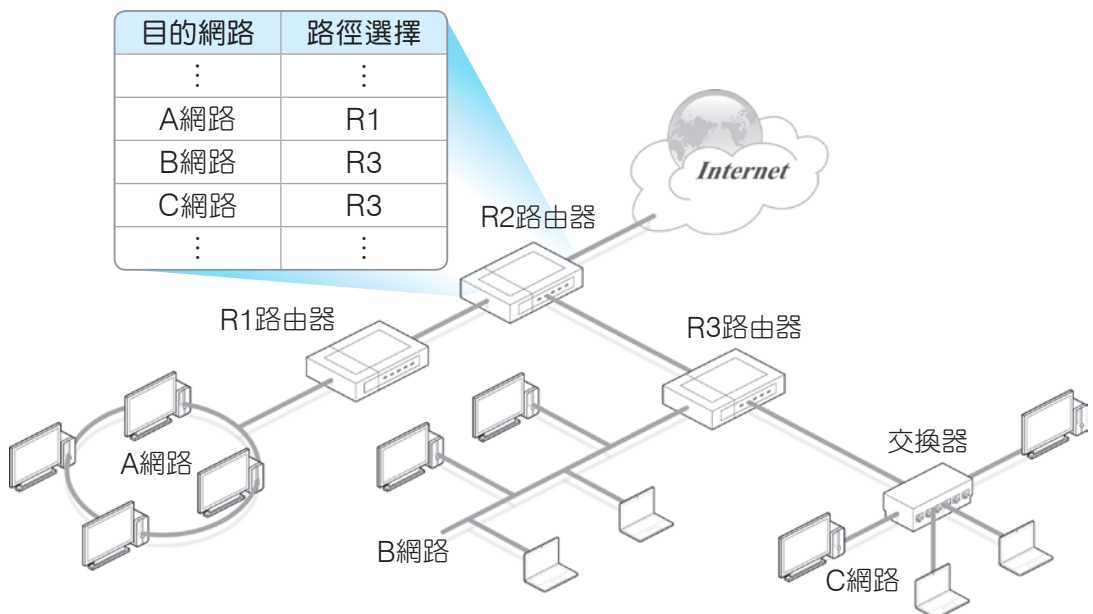 目的網路 路徑選擇
⋮ ⋮
A網路 R1
B網路 R3
C網路 R3
⋮ ⋮
Internet
R2路由器
R1路由器
R3路由器
交換器
A網路
B網路
C網路